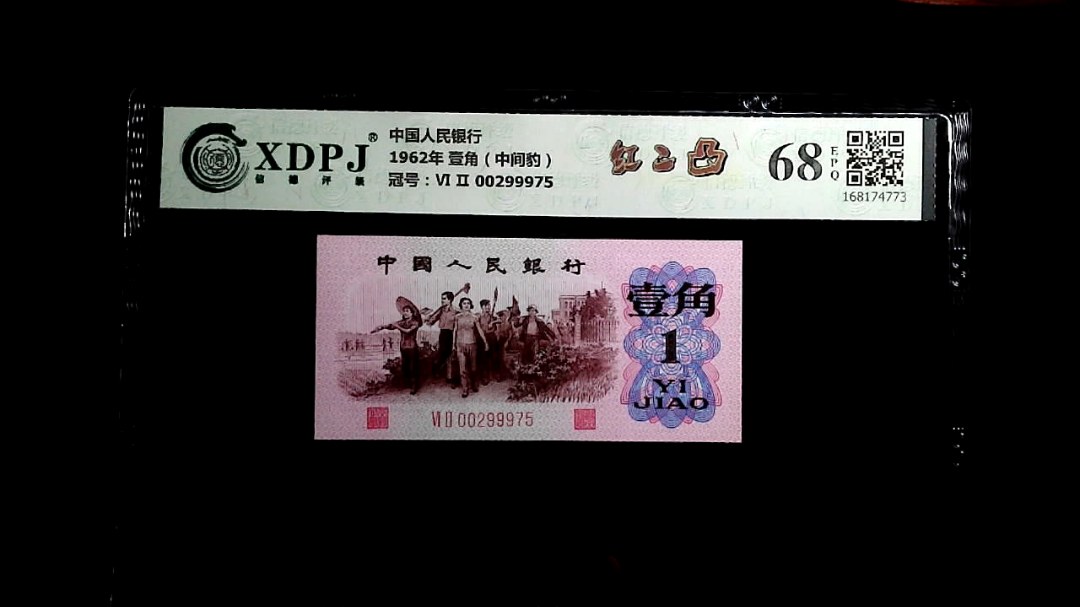 XDPJ®
信德评级
中国人民银行
1962年 壹角（中间豹）
冠号：VI II 00299975
红二凸
68
EPQ
168174773
中國人民銀行
壹角
1
YI
JIAO
VI II 00299975